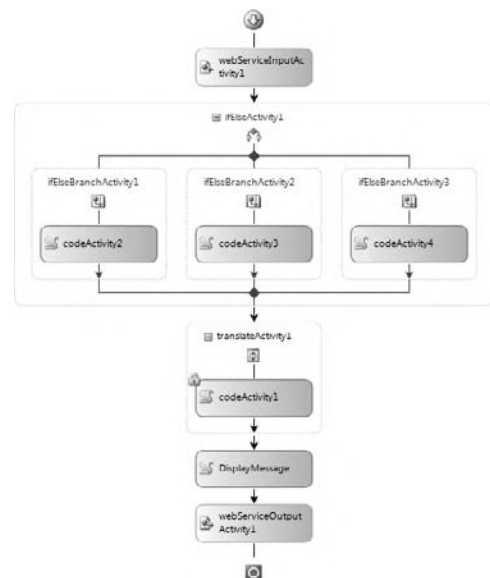 webServiceInputAc
tivity1
ifElseActivity1
ifElseBranchActivity1
ifElseBranchActivity2
ifElseBranchActivity3
codeActivity2
codeActivity3
codeActivity4
translateActivity1
codeActivity1
DisplayMessage
webServiceOutput
Activity1